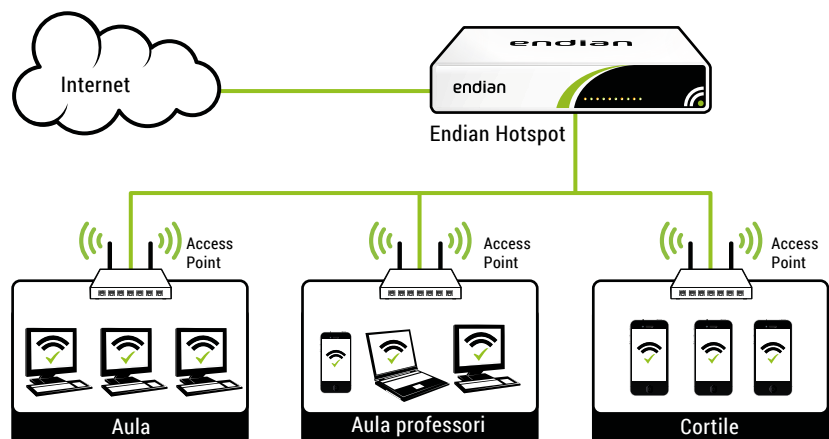 endian
Internet
endian
Endian Hotspot
Access
Point
Access
Point
Access
Point
Aula
Aula professori
Cortile